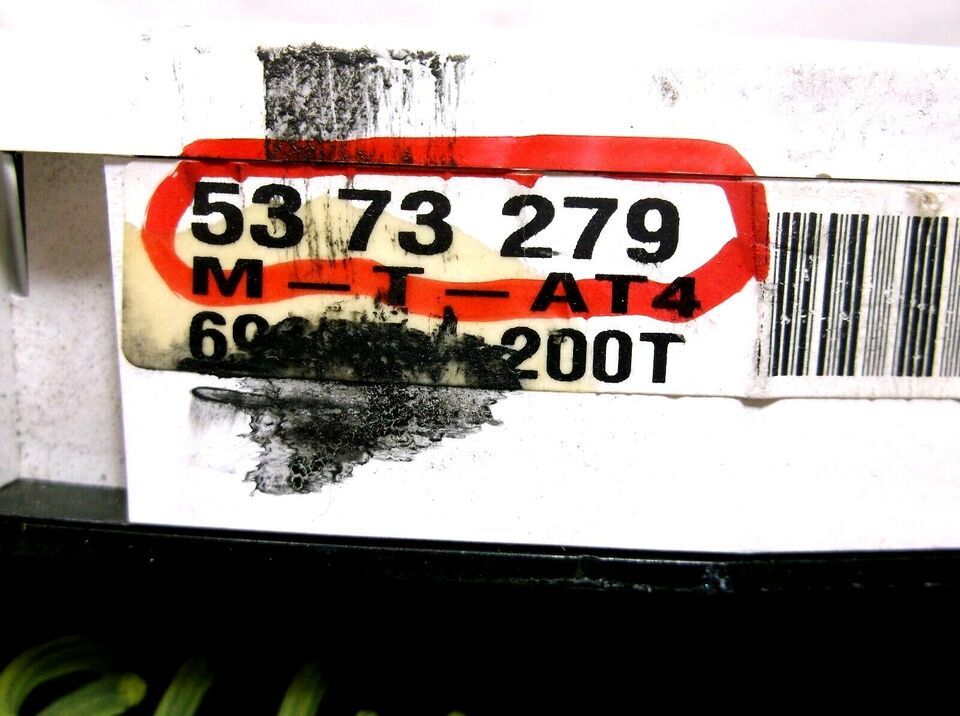 53 73 279
M — T — AT4
200T